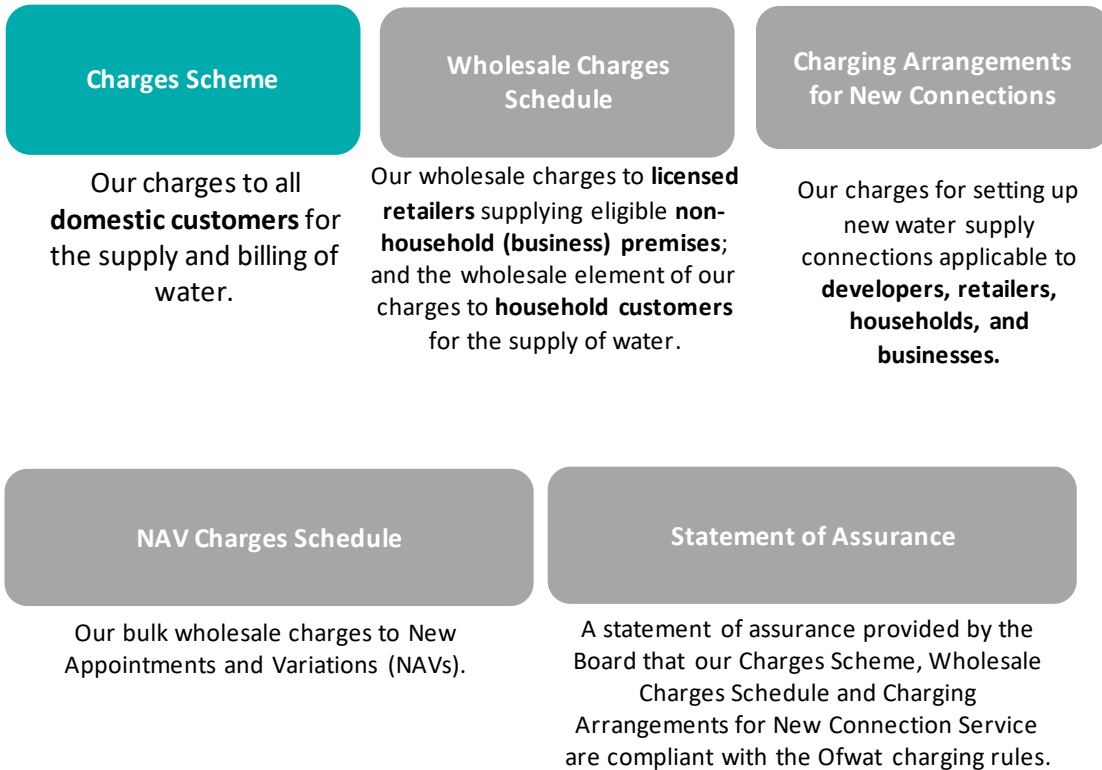 Charges Scheme
Our charges to all
domestic customers for
the supply and billing of
water.
Wholesale Charges
Schedule
Our wholesale charges to licensed
retailers supplying eligible non-
household (business) premises;
and the wholesale element of our
charges to household customers
for the supply of water.
Charging Arrangements
for New Connections
Our charges for setting up
new water supply
connections applicable to
developers, retailers,
households, and
businesses.
NAV Charges Schedule
Our bulk wholesale charges to New
Appointments and Variations (NAVs).
Statement of Assurance
A statement of assurance provided by the
Board that our Charges Scheme, Wholesale
Charges Schedule and Charging
Arrangements for New Connection Service
are compliant with the Ofwat charging rules.